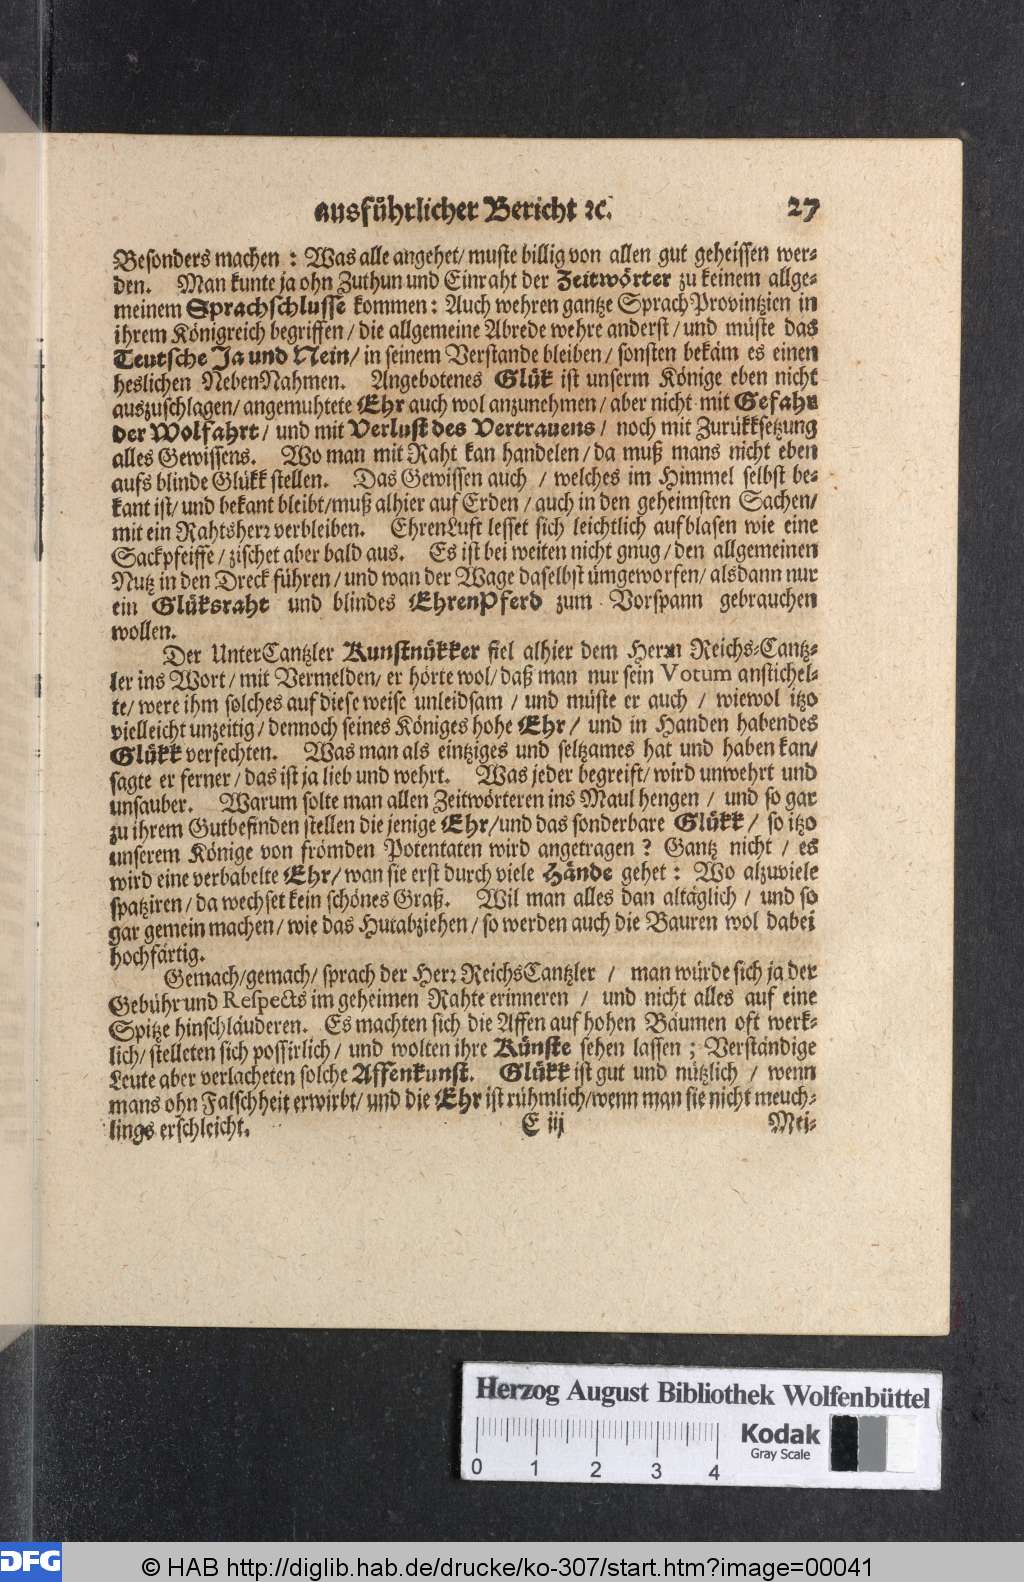 ausführlicher Bericht ꝛc. 27
Besonders machen : Was alle angehet/ muste billig von allen gut geheissen wer-
den. Man kunte ja ohn Zuthun und Einraht der Zeitwörter zu keinem allge-
meinem Sprachschlusse kommen: Auch wehren gantze SprachProvintzien in
ihrem Königreich begriffen / die allgemeine Abrede wehre anderst / und müste das
Teutsche Ja und Nein/ in seinem Verstande bleiben / sonsten bekäm es einen
heslichen NebenNahmen. Angebotenes Glük ist unserm Könige eben nicht
auszuschlagen/ angemuhtete Ehr auch wol anzunehmen / aber nicht mit Gefahr
der Wolfahrt/ und mit Verlust des Vertrauens / noch mit Zurükksetzung
alles Gewissens. Wo man mit Raht kan handelen/ da muß mans nicht eben
aufs blinde Glükk stellen. Das Gewissen auch / welches im Himmel selbst be-
kant ist/ und bekant bleibt/ muß alhier auf Erden / auch in den geheimsten Sachen/
mit ein Rahtsherr verbleiben. EhrenLuft lesset sich leichtlich aufblasen wie eine
Sackpfeiffe / zischet aber bald aus. Es ist bei weiten nicht gnug / den allgemeinen
Nutz in den Dreck führen / und wan der Wage daselbst ümgeworfen/ alsdann nur
ein Glüksraht und blindes EhrenPferd zum Vorspann gebrauchen
wollen.
Der UnterCantzler Kunstnükker fiel alhier dem Herrn Reichs-Cantz-
ler ins Wort / mit Vermelden/ er hörte wol / daß man nur sein Votum anstichel-
te/ were ihm solches auf diese weise unleidsam / und müste er auch / wiewol itzo
vielleicht unzeitig / dennoch seines Königes hohe Ehr / und in Handen habendes
Glükk verfechten. Was man als eintziges und seltzames hat und haben kan/
sagte er ferner / das ist ja lieb und wehrt. Was jeder begreift/ wird unwehrt und
unsauber. Warum solte man allen Zeitwörteren ins Maul hengen / und so gar
zu ihrem Gutbefinden stellen die jenige Ehr/ und das sonderbare Glükk / so itzo
unserem Könige von frömden Potentaten wird angetragen ? Gantz nicht / es
wird eine verbabelte Ehr / wan sie erst durch viele Hände gehet : Wo alzuviele
spatziren / da wechset kein schönes Graß. Wil man alles dan altäglich / und so
gar gemein machen / wie das Hutabziehen / so werden auch die Bauren wol dabei
hochfärtig.
Gemach/ gemach/ sprach der Herr ReichsCantzler / man würde sich ja der
Gebühr und Respects im geheimen Rahte erinneren / und nicht alles auf eine
Spitze hinschläuderen. Es machten sich die Affen auf hohen Bäumen oft werk-
lich/ stelleten sich possirlich / und wolten ihre Künste sehen lassen ; Verständige
Leute aber verlacheten solche Affenkunst. Glükk ist gut und nützlich / wenn
mans ohn Falschheit erwirbt/ und die Ehr ist rühmlich/ wenn man sie nicht meuch-
lings erschleicht.
E iij Mei-
Herzog August Bibliothek Wolfenbüttel
0 1 2 3 4
Kodak
Gray Scale
DFG
© HAB http://diglib.hab.de/drucke/ko-307/start.htm?image=00041